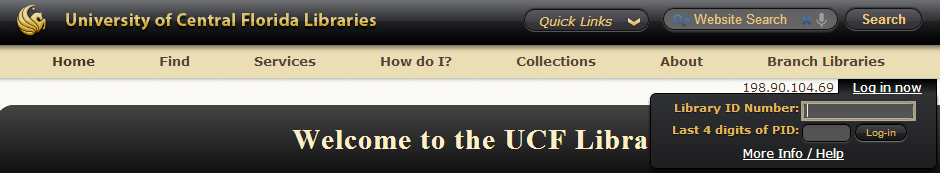 University of Central Florida Libraries
Quick Links
Website Search
Search
Home Find Services How do I? Collections About Branch Libraries
198.90.104.69 Log in now
Library ID Number:
Welcome to the UCF Libra
Last 4 digits of PID: Log-in
More Info / Help